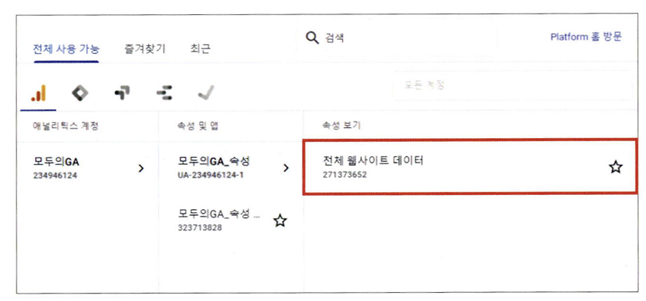 전체 사용 가능 즐겨찾기 최근 검색 Platform 홈 방문
모든 계정
애널리틱스 계정 속성 및 앱 속성 보기
모두의GA 모두의GA_속성 전체 웹사이트 데이터
234946124 UA-234946124-1 271373652
모두의GA_속성 ...
323713828